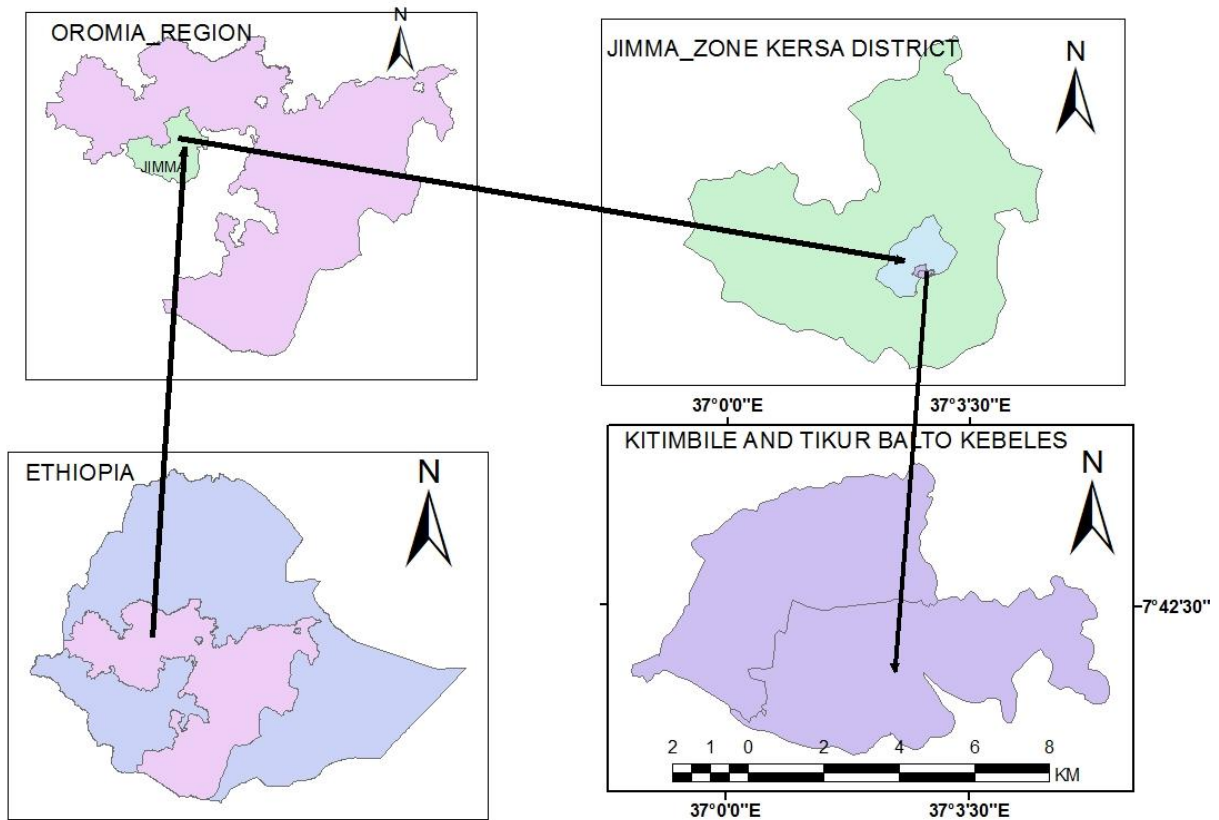 OROMIA_REGION
N
JIMMA
JIMMA_ZONE KERSA DISTRICT
N
ETHIOPIA
N
37°0'0"E 37°3'30"E
KITIMBILE AND TIKUR BALTO KEBELES
N
7°42'30"
2 1 0 2 4 6 8
KM
37°0'0"E 37°3'30"E